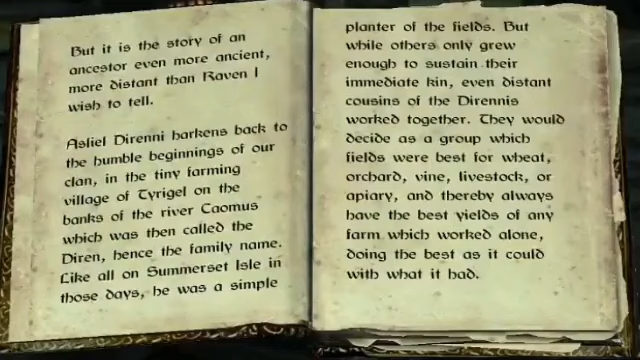 But it is the story of an
ancestor even more ancient,
more distant than Raven I
wish to tell.
Asliel Direnni harkens back to
the humble beginnings of our
clan, in the tiny farming
village of Tyrigel on the
banks of the river Caomus
which was then called the
Diren, hence the family name.
Like all on Summerset Isle in
those days, he was a simple
planter of the fields. But
while others only grew
enough to sustain their
immediate kin, even distant
cousins of the Dirennis
worked together. They would
decide as a group which
fields were best for wheat,
orchard, vine, livestock, or
apiary, and thereby always
have the best yields of any
farm which worked alone,
doing the best as it could
with what it had.